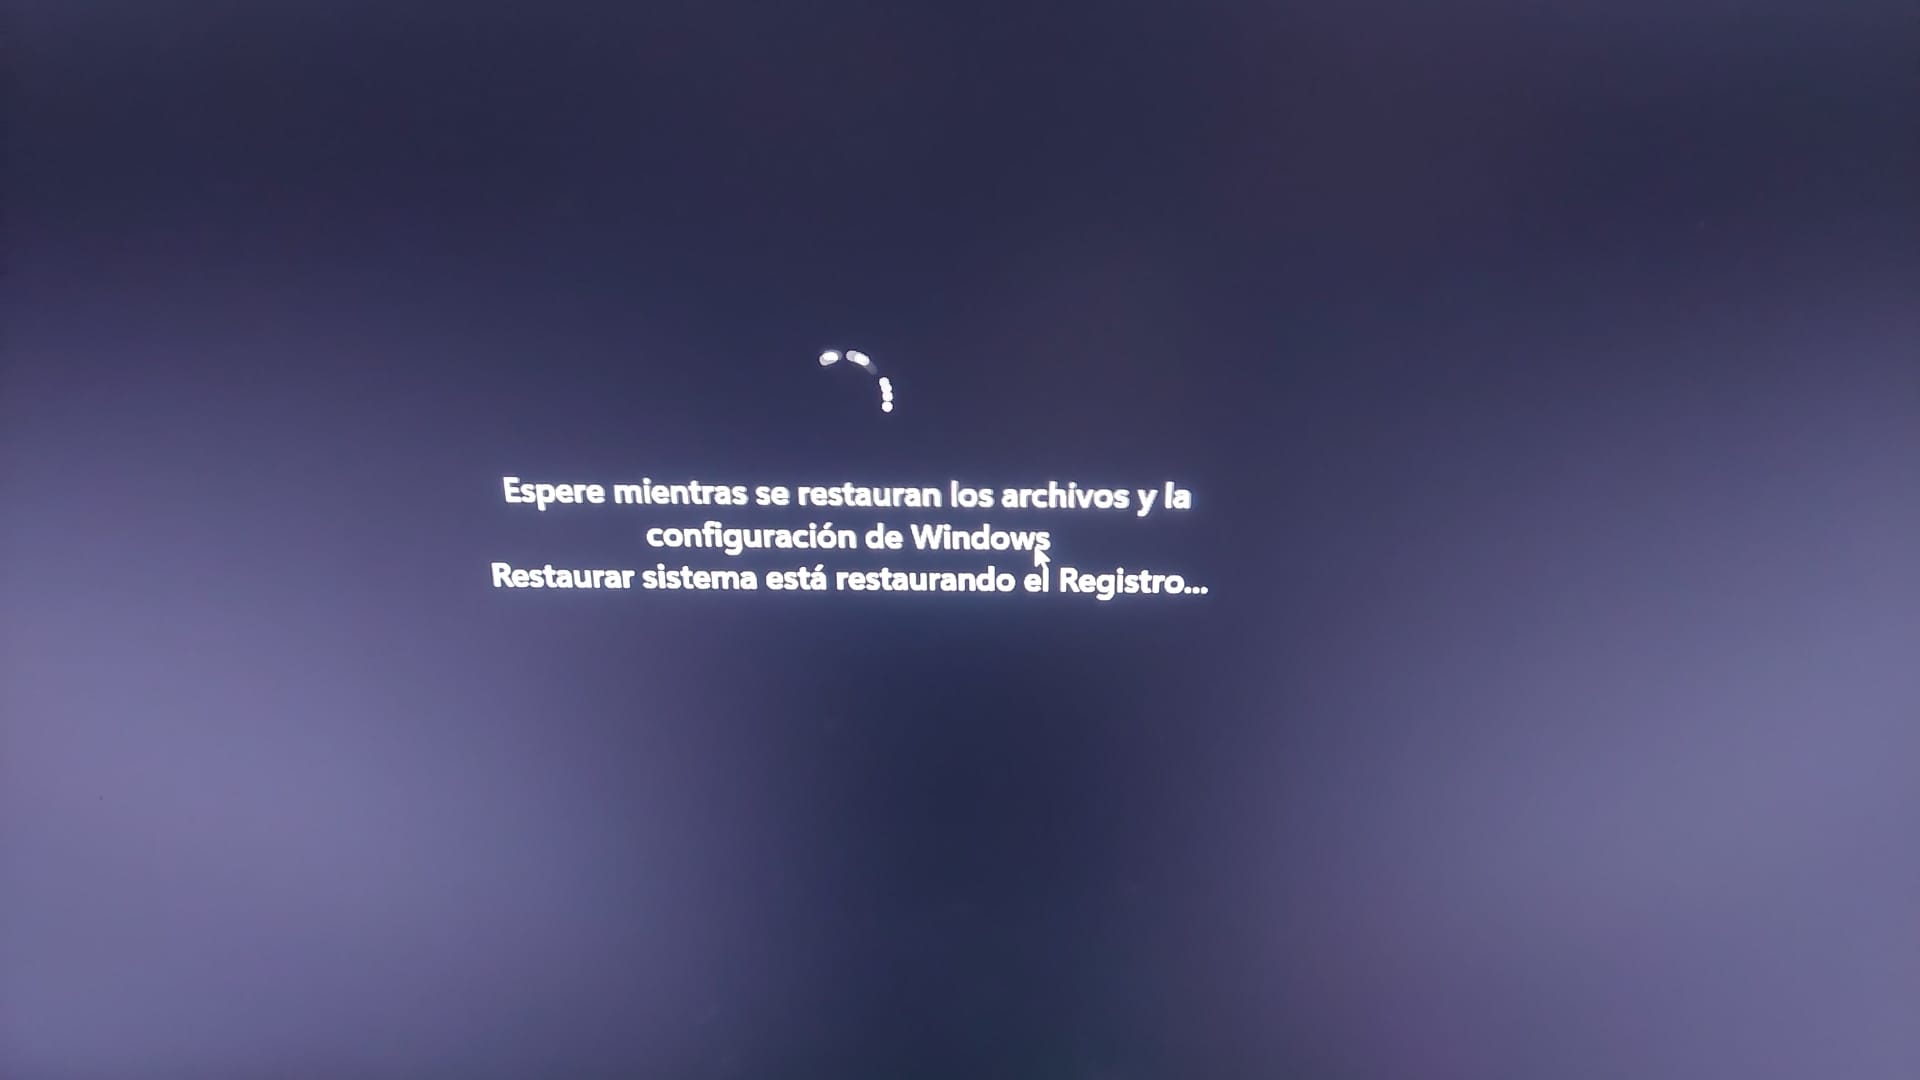 Espere mientras se restauran los archivos y la
configuración de Windows
Restaurar sistema está restaurando el Registro...